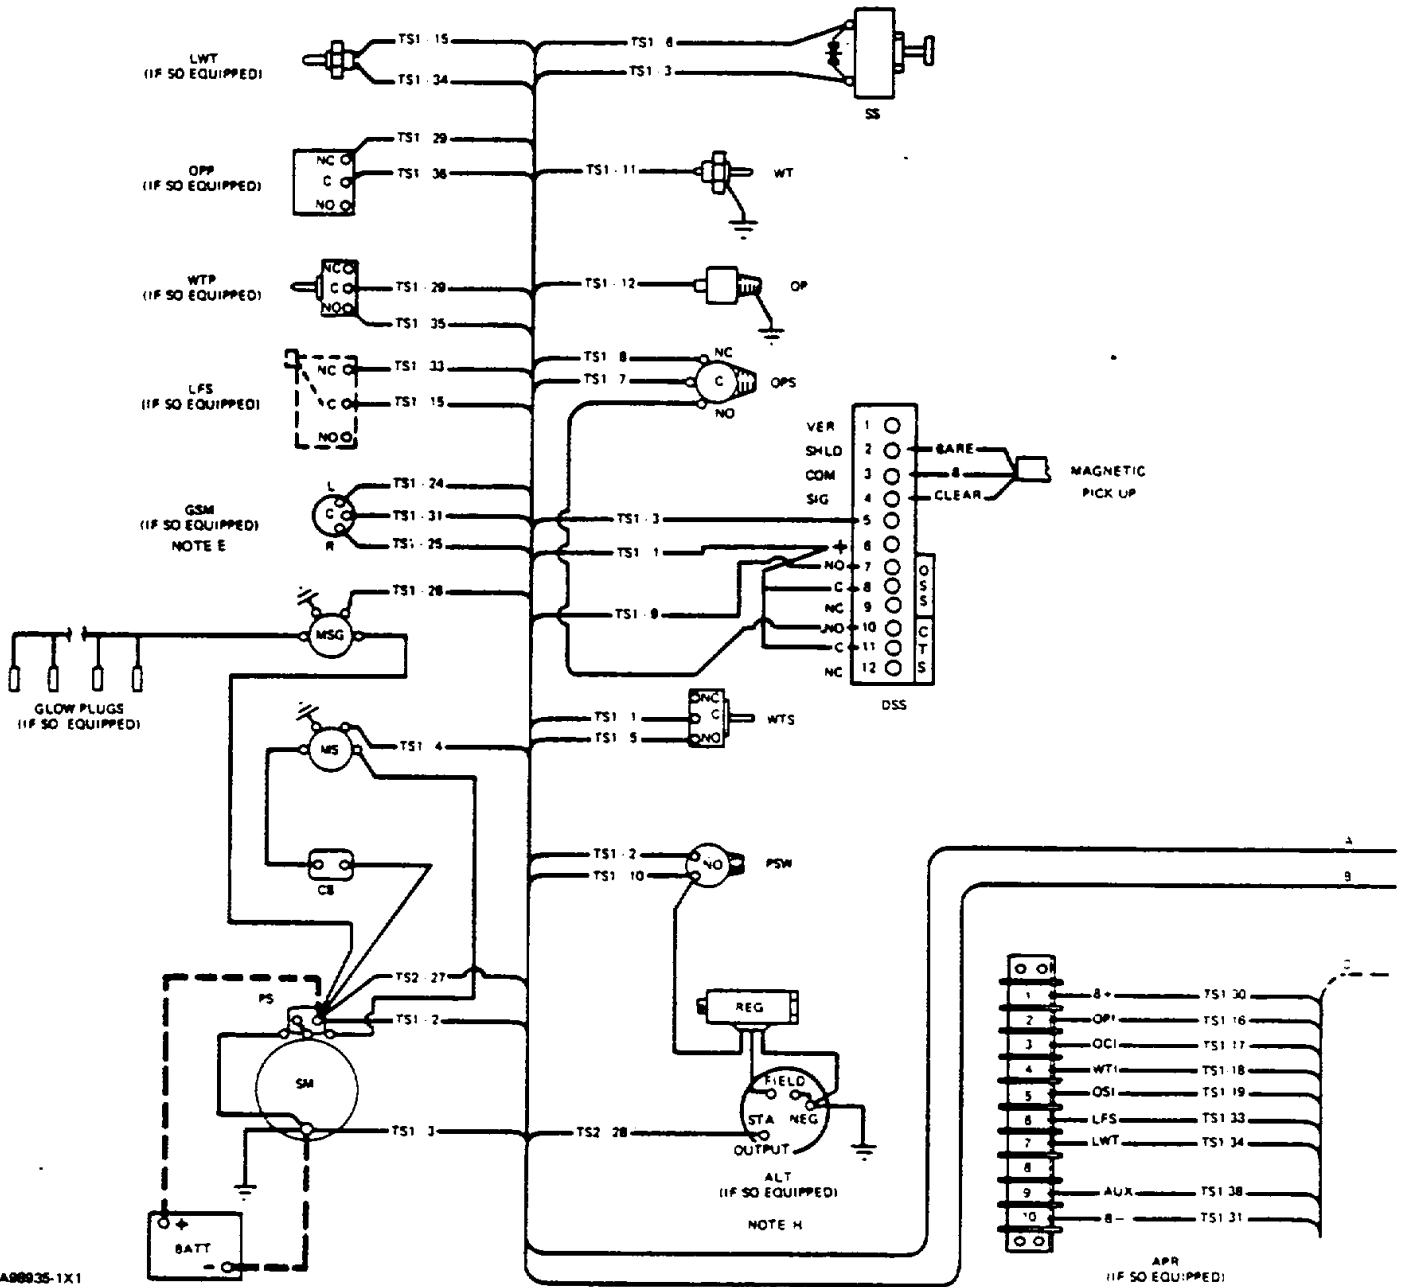 LWT
(IF SO EQUIPPED)
TS1 - 15
TS1 - 34
TS1 6
TS1 - 3
SS
OPP
(IF SO EQUIPPED)
NC
C
NO
TS1 29
TS1 36
TS1 - 11
WT
WTP
(IF SO EQUIPPED)
NC
C
NO
TS1 - 29
TS1 35
TS1 - 12
OP
LFS
(IF SO EQUIPPED)
NC
C
NO
TS1 33
TS1 15
TS1 8
TS1 7
NC
C
NO
OPS
GSM
(IF SO EQUIPPED)
NOTE E
L
C
R
TS1 - 24
TS1 - 31
TS1 - 25
TS1 - 3
TS1 1
TS1 9
VER 1
SHLD 2
COM 3
SIG 4
5
+ 6
NO 7
C 8
NC 9
NO 10
C 11
NC 12
OSS
CTS
DSS
BARE
B
CLEAR
MAGNETIC
PICK UP
MSG
GLOW PLUGS
(IF SO EQUIPPED)
MS
TS1 4
TS1 1
TS1 5
NC
C
NO
WTS
CB
TS1 - 2
TS1 10
NO
PSW
A
B
PS
TS2 - 27
TS1 - 2
SM
TS1 3
BATT
+
-
REG
FIELD
STA
NEG
OUTPUT
TS2 28
ALT
(IF SO EQUIPPED)
NOTE H
1 B+ TS1 30
2 OPI TS1 16
3 OCI TS1 17
4 WTI TS1 18
5 OSI TS1 19
6 LFS TS1 33
7 LWT TS1 34
8
9 AUX TS1 38
10 B- TS1 31
APR
(IF SO EQUIPPED)
A98935-1X1